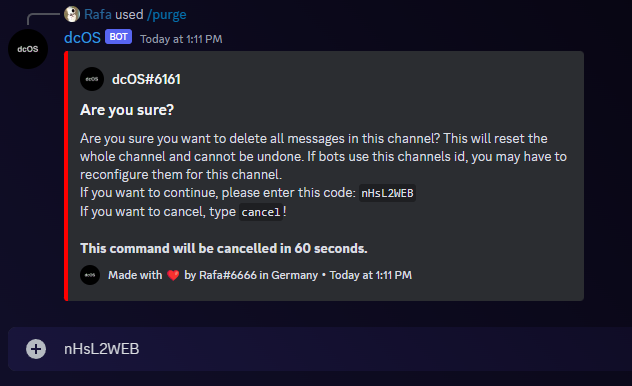 Rafa used /purge
dcOS
dcOS BOT Today at 1:11 PM
dcOS dcOS#6161
Are you sure?
Are you sure you want to delete all messages in this channel? This will reset the
whole channel and cannot be undone. If bots use this channels id, you may have to
reconfigure them for this channel.
If you want to continue, please enter this code: nHsL2WEB
If you want to cancel, type cancel!
This command will be cancelled in 60 seconds.
dcOS Made with ❤️ by Rafa#6666 in Germany • Today at 1:11 PM
nHsL2WEB